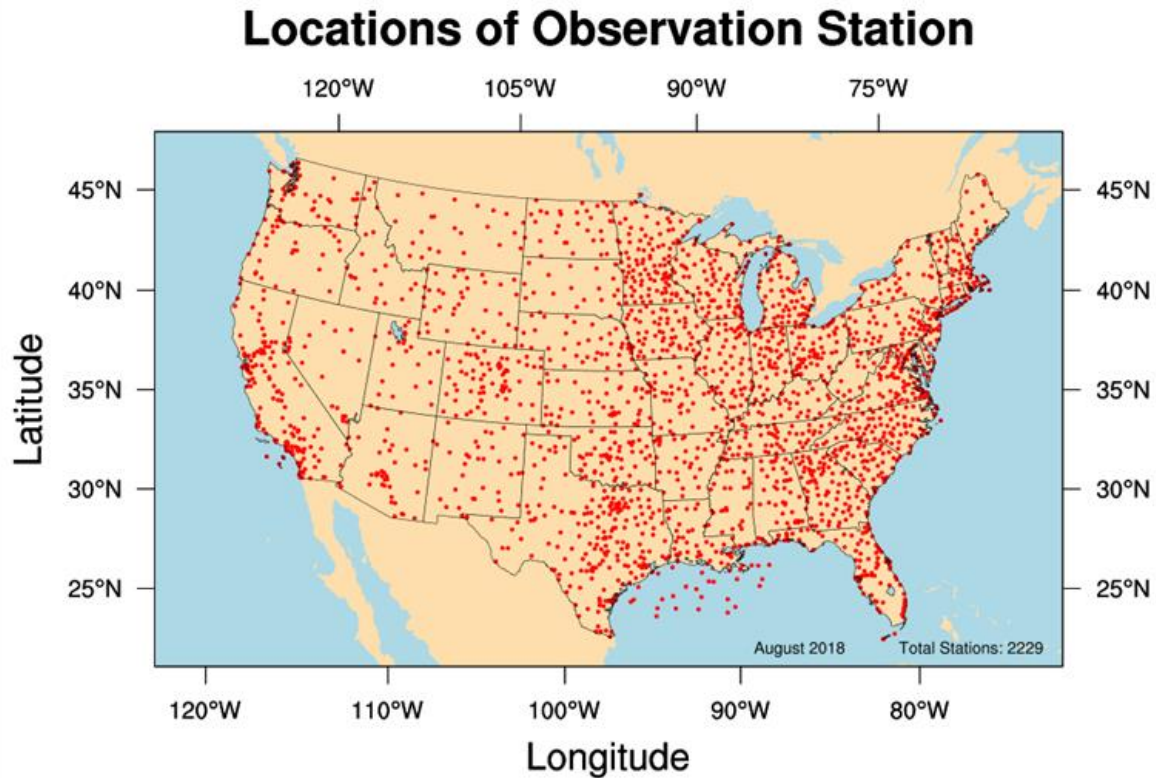 Locations of Observation Station
120°W 105°W 90°W 75°W
45°N 45°N
40°N 40°N
35°N 35°N
30°N 30°N
25°N 25°N
Latitude
August 2018 Total Stations: 2229
120°W 110°W 100°W 90°W 80°W
Longitude